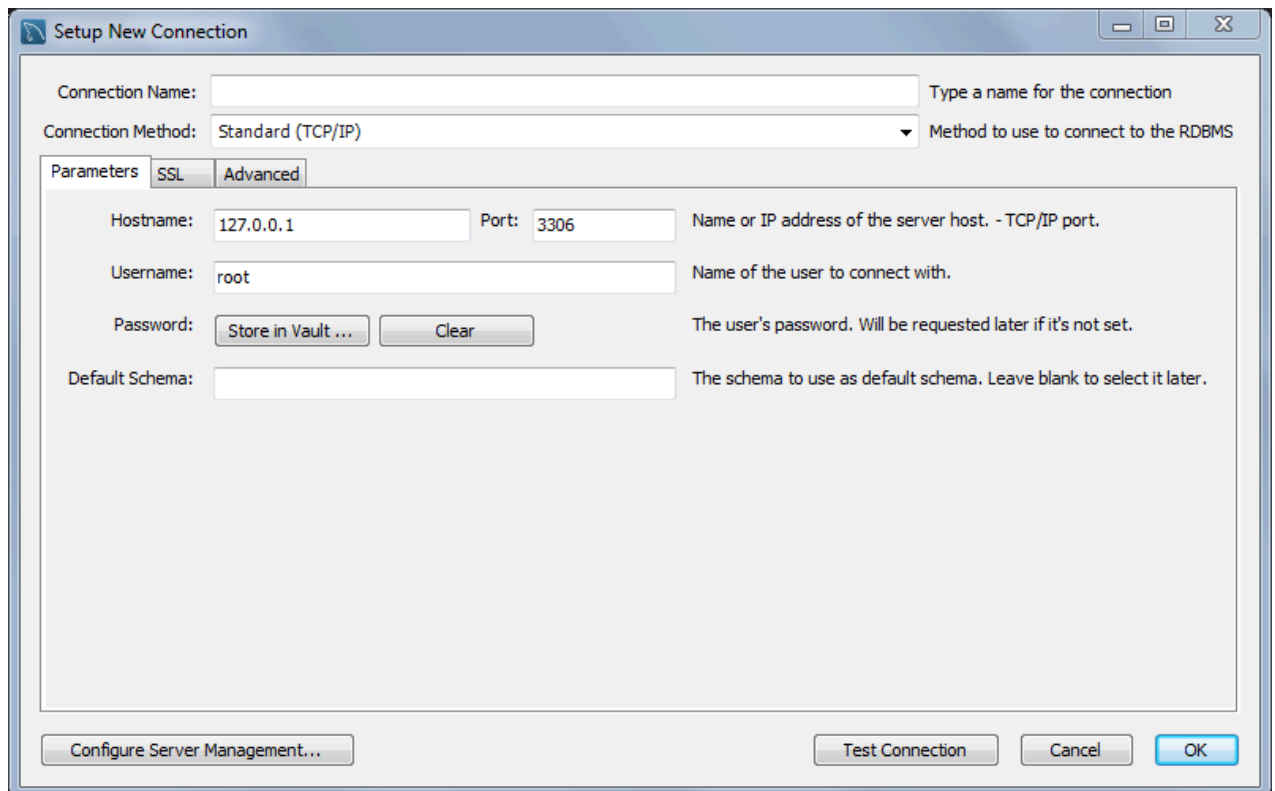 Setup New Connection
Connection Name: Type a name for the connection
Connection Method: Standard (TCP/IP) Method to use to connect to the RDBMS
Parameters SSL Advanced
Hostname: 127.0.0.1 Port: 3306 Name or IP address of the server host. - TCP/IP port.
Username: root Name of the user to connect with.
Password: Store in Vault ... Clear The user's password. Will be requested later if it's not set.
Default Schema: The schema to use as default schema. Leave blank to select it later.
Configure Server Management... Test Connection Cancel OK